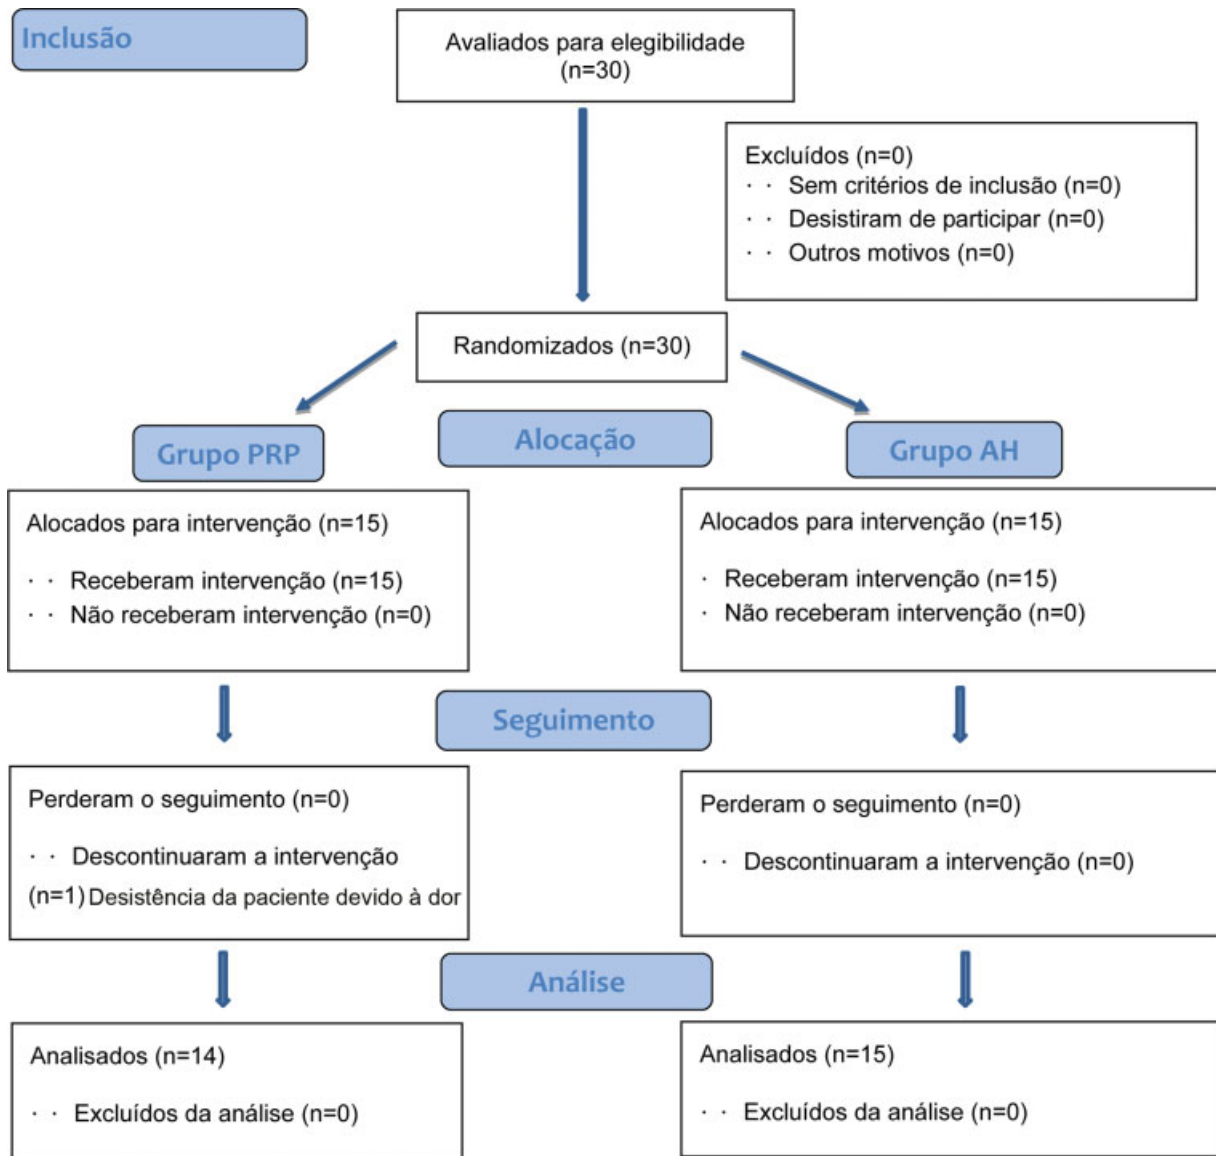 Inclusão
Avaliados para elegibilidade
(n=30)
Excluídos (n=0)
· · Sem critérios de inclusão (n=0)
· · Desistiram de participar (n=0)
· · Outros motivos (n=0)
Randomizados (n=30)
Alocação
Grupo PRP
Grupo AH
Alocados para intervenção (n=15)
· · Receberam intervenção (n=15)
· · Não receberam intervenção (n=0)
Alocados para intervenção (n=15)
· Receberam intervenção (n=15)
· Não receberam intervenção (n=0)
Seguimento
Perderam o seguimento (n=0)
· · Descontinuaram a intervenção
(n=1) Desistência da paciente devido à dor
Perderam o seguimento (n=0)
· · Descontinuaram a intervenção (n=0)
Análise
Analisados (n=14)
· · Excluídos da análise (n=0)
Analisados (n=15)
· · Excluídos da análise (n=0)